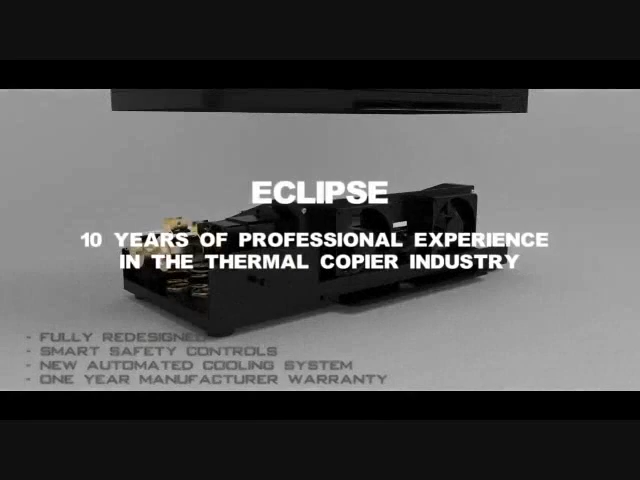 ECLIPSE
10 YEARS OF PROFESSIONAL EXPERIENCE
IN THE THERMAL COPIER INDUSTRY
- FULLY REDESIGNED
- SMART SAFETY CONTROLS
- NEW AUTOMATED COOLING SYSTEM
- ONE YEAR MANUFACTURER WARRANTY